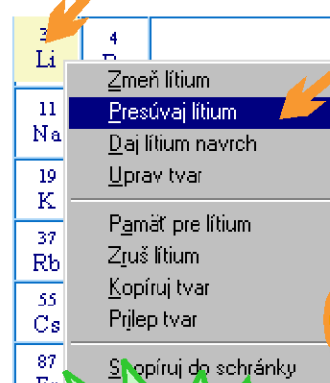 3 4
Li
11
Na
19
K
37
Rb
55
Cs
87
Zmeň lítium
Presúvaj lítium
Daj lítium navrch
Uprav tvar
Pamäť pre lítium
Zruš lítium
Kopíruj tvar
Prilep tvar
Skopíruj do schránky